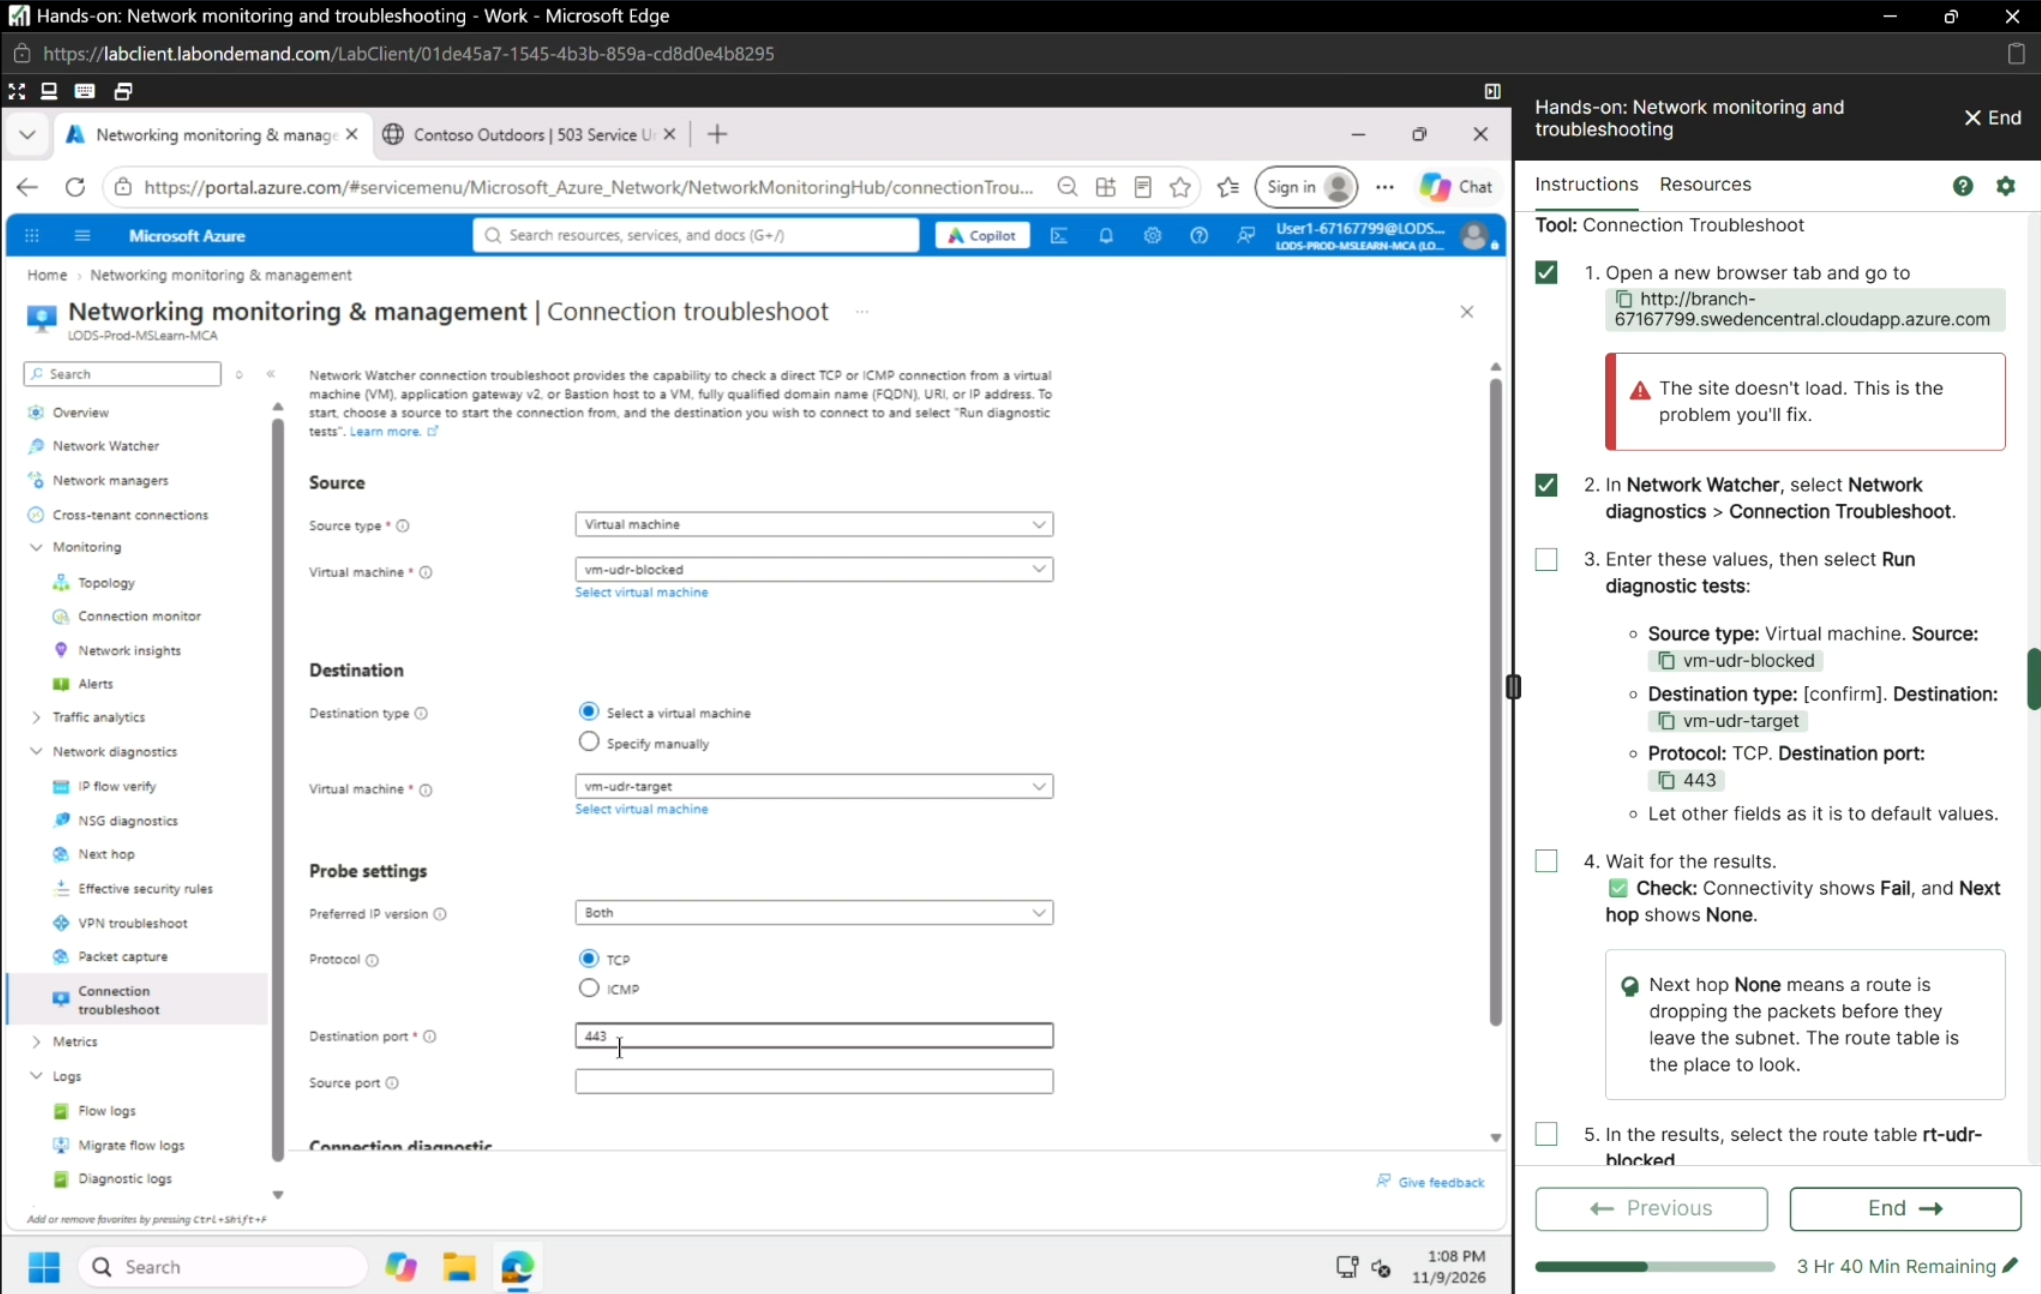 Hands-on: Network monitoring and troubleshooting - Work - Microsoft Edge
https://labclient.labondemand.com/LabClient/01de45a7-1545-4b3b-859a-cd8d0e4b8295
Networking monitoring & manage
Contoso Outdoors | 503 Service U
https://portal.azure.com/#servicemenu/Microsoft_Azure_Network/NetworkMonitoringHub/connectionTrou...
Sign in
Chat
Microsoft Azure
Search resources, services, and docs (G+/)
Copilot
User1-67167799@LODS...
LODS-PROD-MSLEARN-MCA (LO...
Home > Networking monitoring & management
Networking monitoring & management | Connection troubleshoot
LODS-Prod-MSLearn-MCA
Search
Overview
Network Watcher
Network managers
Cross-tenant connections
Monitoring
Topology
Connection monitor
Network insights
Alerts
Traffic analytics
Network diagnostics
IP flow verify
NSG diagnostics
Next hop
Effective security rules
VPN troubleshoot
Packet capture
Connection
troubleshoot
Metrics
Logs
Flow logs
Migrate flow logs
Diagnostic logs
Add or remove favorites by pressing Ctrl+Shift+F
Network Watcher connection troubleshoot provides the capability to check a direct TCP or ICMP connection from a virtual
machine (VM), application gateway v2, or Bastion host to a VM, fully qualified domain name (FQDN), URI, or IP address. To
start, choose a source to start the connection from, and the destination you wish to connect to and select "Run diagnostic
tests". Learn more.
Source
Source type *
Virtual machine
Virtual machine *
vm-udr-blocked
Select virtual machine
Destination
Destination type
Select a virtual machine
Specify manually
Virtual machine *
vm-udr-target
Select virtual machine
Probe settings
Preferred IP version
Both
Protocol
TCP
ICMP
Destination port *
443
Source port
Connection diagnostic
Give feedback
Search
1:08 PM
11/9/2026
Hands-on: Network monitoring and
troubleshooting
End
Instructions
Resources
Tool: Connection Troubleshoot
1. Open a new browser tab and go to
http://branch-
67167799.swedencentral.cloudapp.azure.com
The site doesn't load. This is the
problem you'll fix.
2. In Network Watcher, select Network
diagnostics > Connection Troubleshoot.
3. Enter these values, then select Run
diagnostic tests:
Source type: Virtual machine. Source:
vm-udr-blocked
Destination type: [confirm]. Destination:
vm-udr-target
Protocol: TCP. Destination port:
443
Let other fields as it is to default values.
4. Wait for the results.
Check: Connectivity shows Fail, and Next
hop shows None.
Next hop None means a route is
dropping the packets before they
leave the subnet. The route table is
the place to look.
5. In the results, select the route table rt-udr-
blocked
← Previous
End →
3 Hr 40 Min Remaining